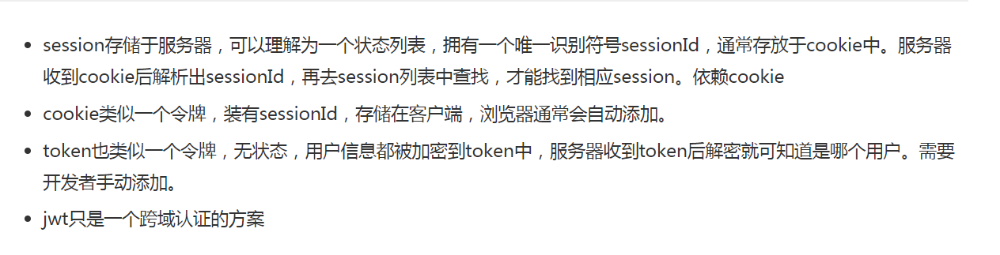 session存储于服务器，可以理解为一个状态列表，拥有一个唯一识别符号sessionId，通常存放于cookie中。服务器
收到cookie后解析出sessionId，再去session列表中查找，才能找到相应session。依赖cookie
cookie类似一个令牌，装有sessionId，存储在客户端，浏览器通常会自动添加。
token也类似一个令牌，无状态，用户信息都被加密到token中，服务器收到token后解密就可知道是哪个用户。需要
开发者手动添加。
jwt只是一个跨域认证的方案